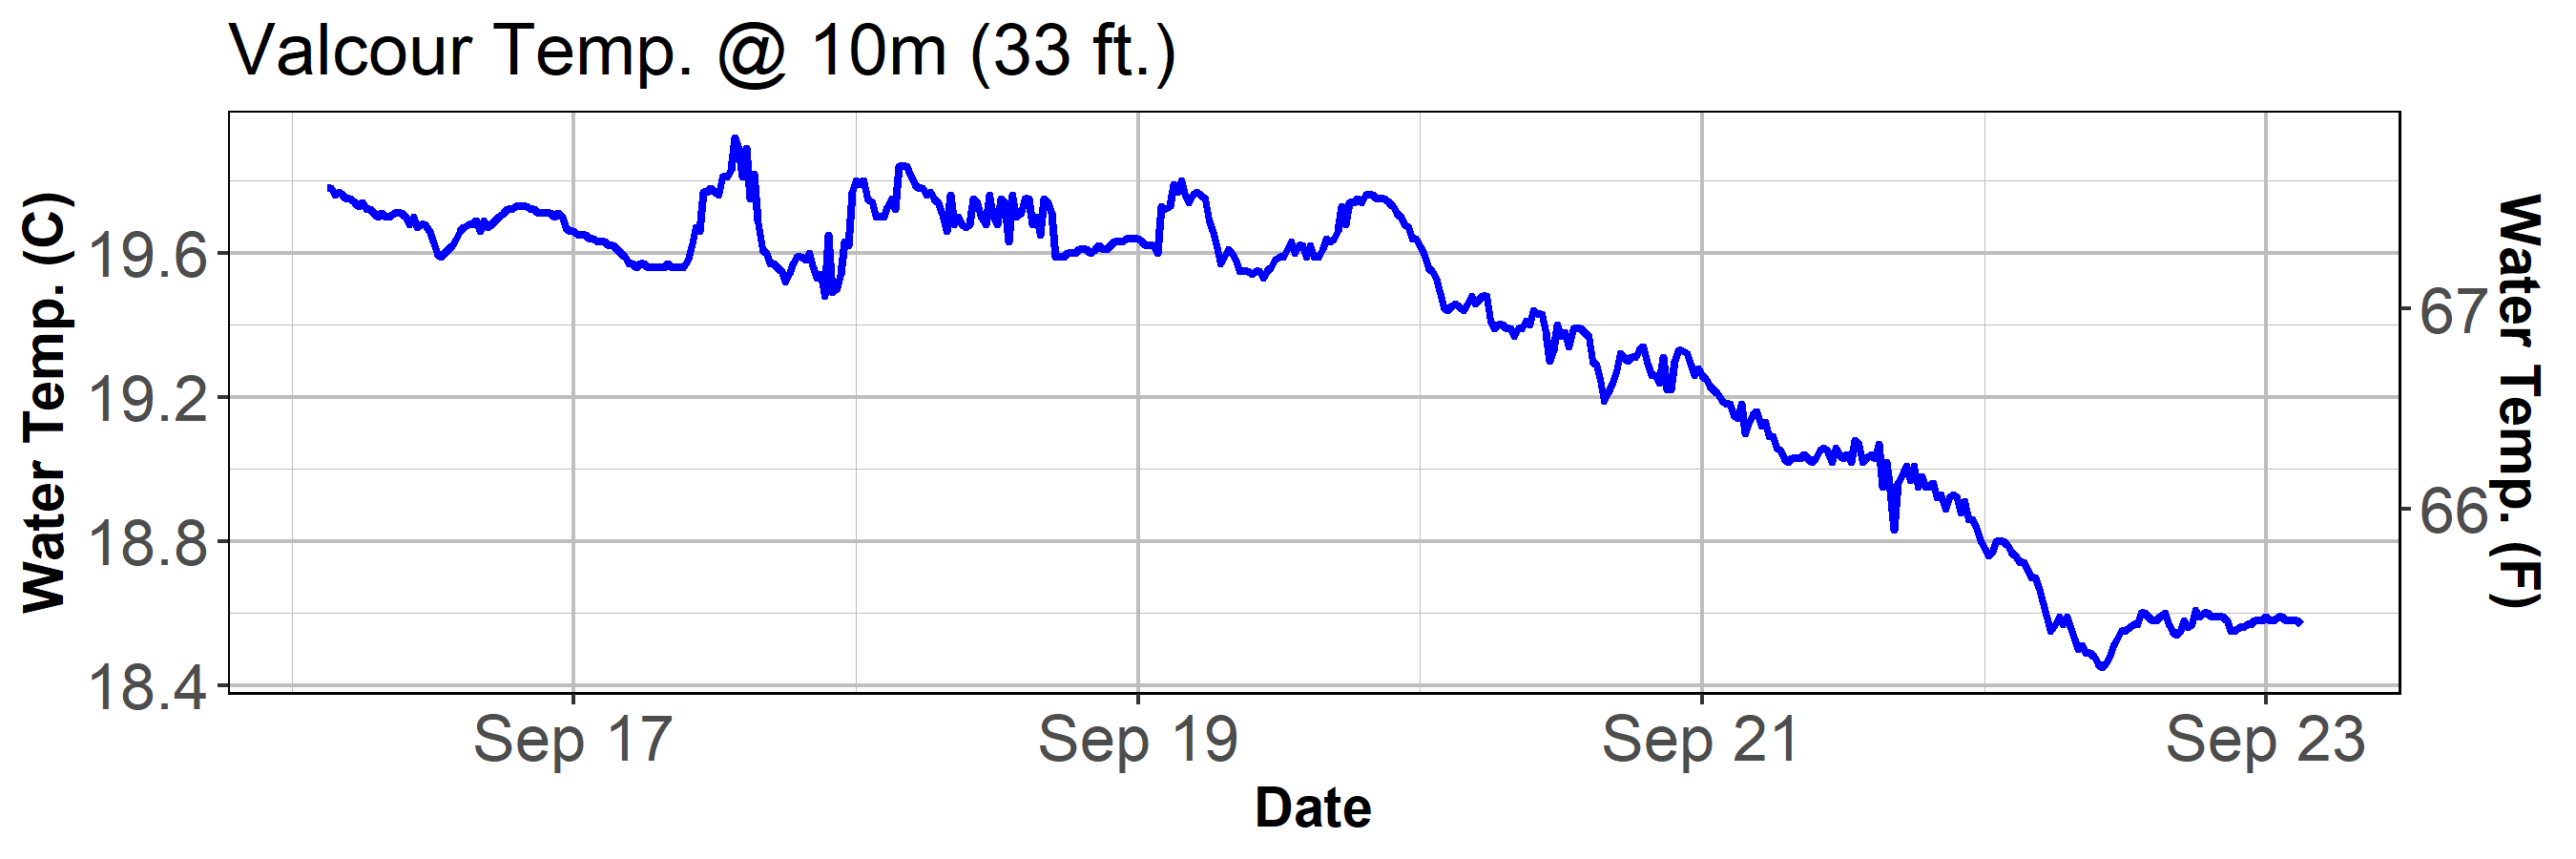 Valcour Temp. @ 10m (33 ft.)
Water Temp. (C)
19.6
19.2
18.8
18.4
67
66
Water Temp. (F)
Sep 17
Sep 19
Sep 21
Sep 23
Date